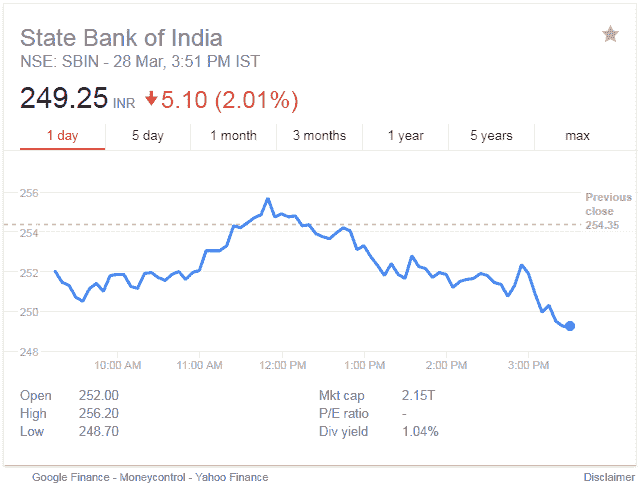 State Bank of India
NSE: SBIN - 28 Mar, 3:51 PM IST
249.25 INR 5.10 (2.01%)
1 day 5 day 1 month 3 months 1 year 5 years max
256
Previous
close
254.35
254
252
250
248
10:00 AM 11:00 AM 12:00 PM 1:00 PM 2:00 PM 3:00 PM
Open 252.00 Mkt cap 2.15T
High 256.20 P/E ratio -
Low 248.70 Div yield 1.04%
Google Finance - Moneycontrol - Yahoo Finance Disclaimer